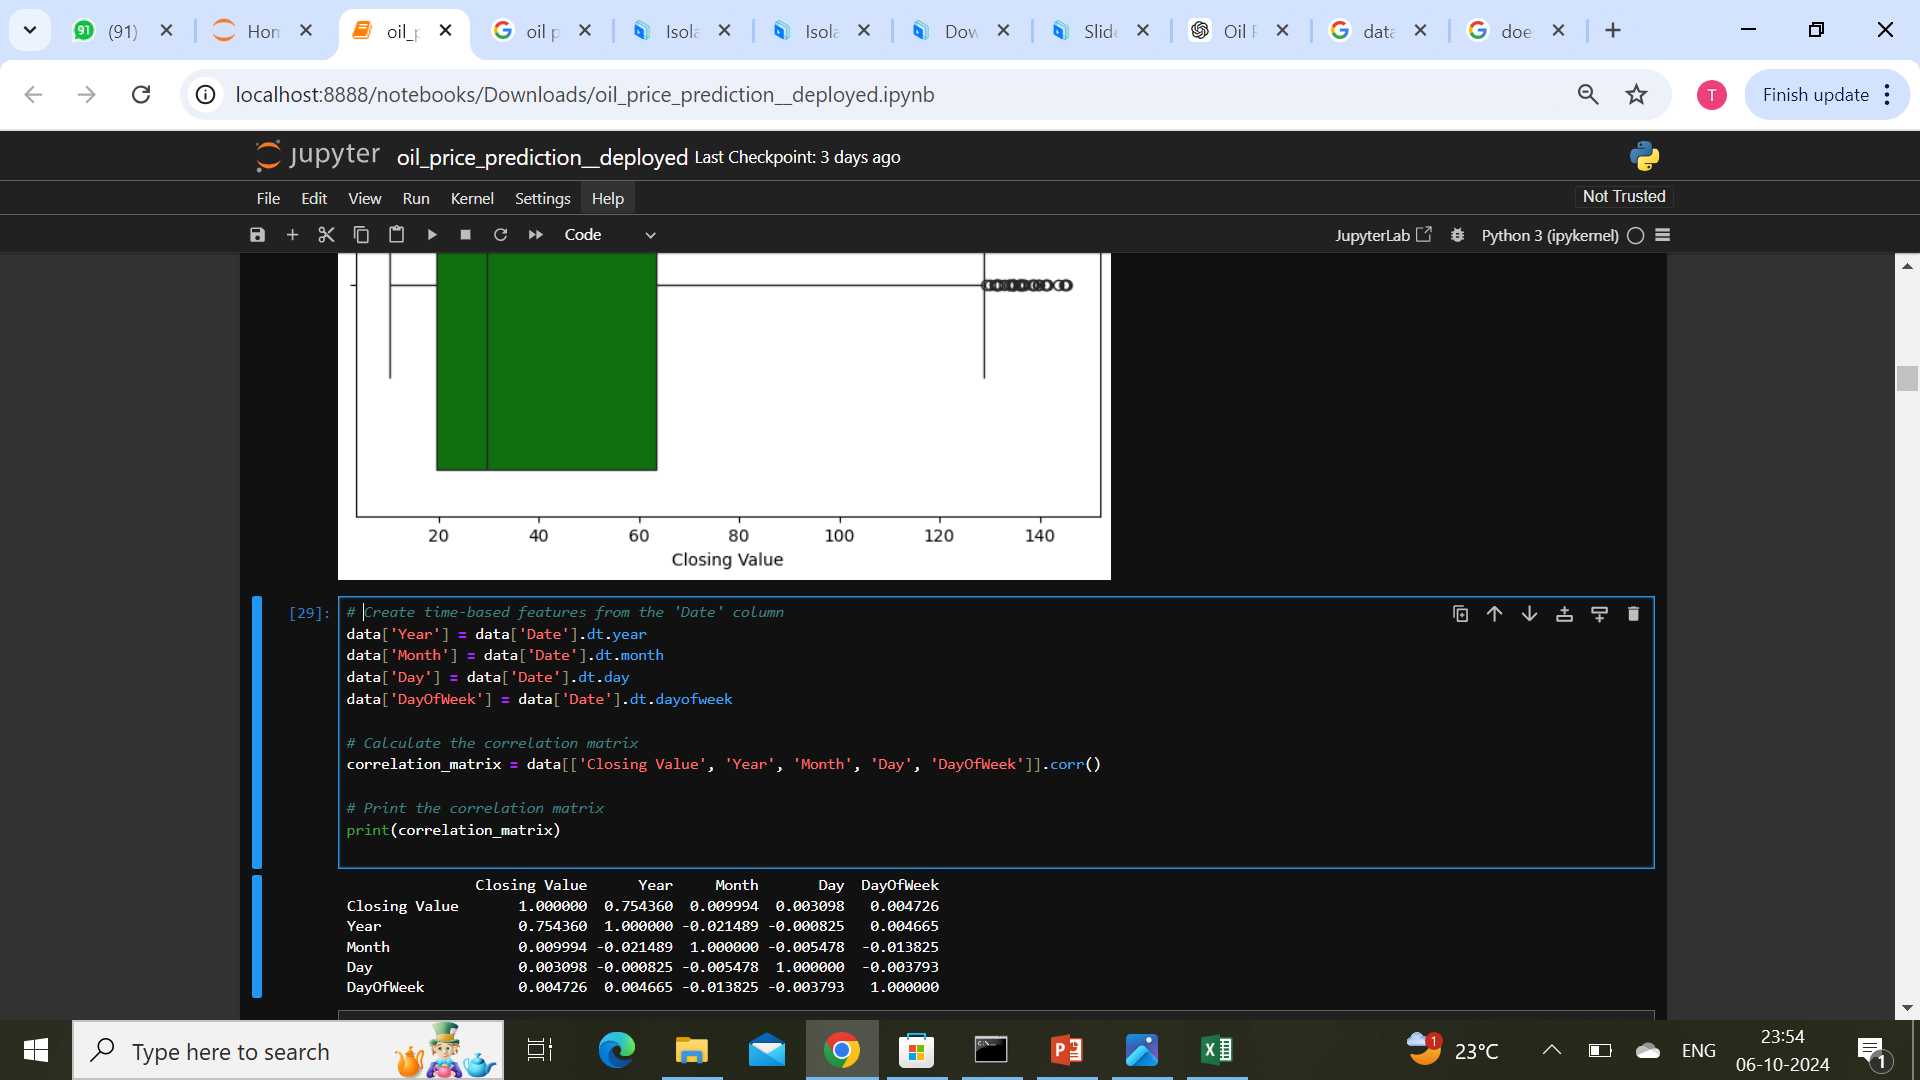 91 (91) Hor oil_p oil p Isola Isola Dow Slide Oil F data doe
localhost:8888/notebooks/Downloads/oil_price_prediction__deployed.ipynb T Finish update
jupyter oil_price_prediction__deployed Last Checkpoint: 3 days ago
File Edit View Run Kernel Settings Help Not Trusted
Code JupyterLab Python 3 (ipykernel)
20 40 60 80 100 120 140
Closing Value
[29]: # Create time-based features from the 'Date' column
data['Year'] = data['Date'].dt.year
data['Month'] = data['Date'].dt.month
data['Day'] = data['Date'].dt.day
data['DayOfWeek'] = data['Date'].dt.dayofweek
# Calculate the correlation matrix
correlation_matrix = data[['Closing Value', 'Year', 'Month', 'Day', 'DayOfWeek']].corr()
# Print the correlation matrix
print(correlation_matrix)
Closing Value Year Month Day DayOfWeek
Closing Value 1.000000 0.754360 0.009994 0.003098 0.004726
Year 0.754360 1.000000 -0.021489 -0.000825 0.004665
Month 0.009994 -0.021489 1.000000 -0.005478 -0.013825
Day 0.003098 -0.000825 -0.005478 1.000000 -0.003793
DayOfWeek 0.004726 0.004665 -0.013825 -0.003793 1.000000
Type here to search 1 23°C ENG 23:54
06-10-2024 1